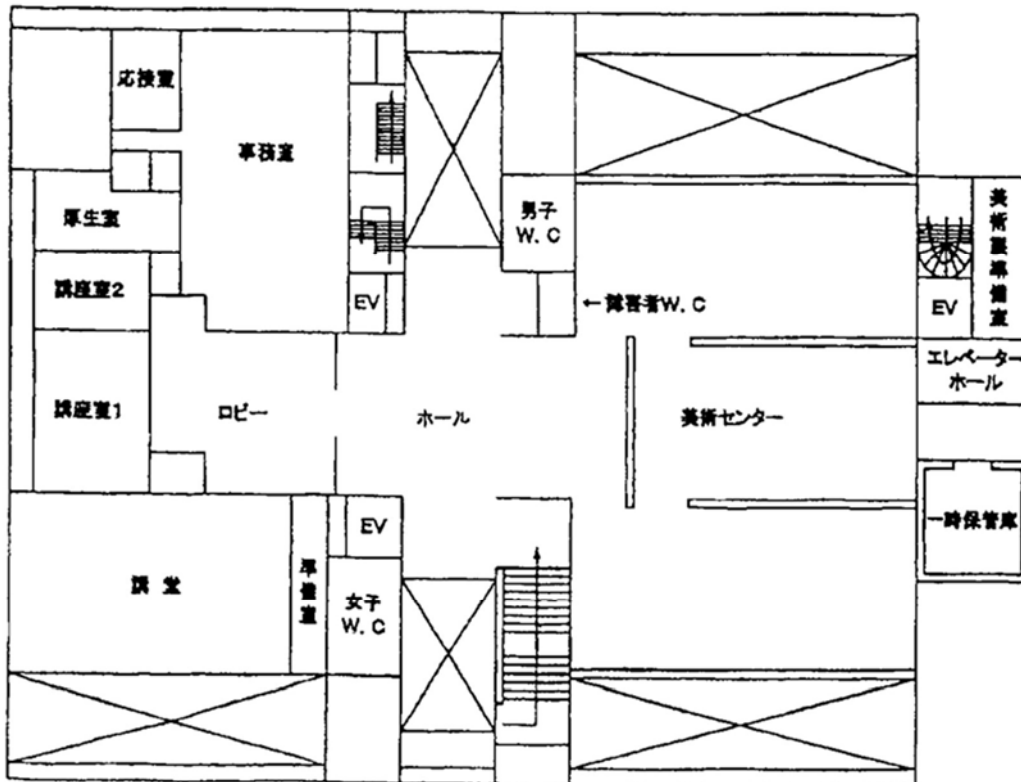 応接室
事務室
男子
W.C
美術展準備室
厚生室
講座室2
EV
←障害者W.C
EV
エレベーター
ホール
講座室1
ロビー
ホール
美術センター
一時保管庫
EV
講堂
準備室
女子
W.C